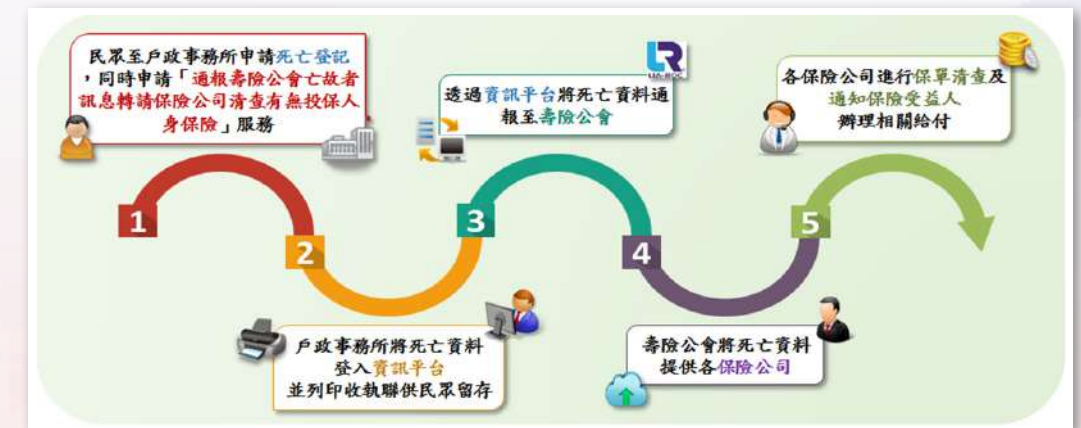 民眾至戶政事務所申請死亡登記
，同時申請「通報壽險公會亡故者
訊息轉請保險公司清查有無投保人
身保險」服務
1
2
戶政事務所將死亡資料
登入資訊平台
並列印收執聯供民眾留存
LIA-ROC
透過資訊平台將死亡資料通
報至壽險公會
3
4
壽險公會將死亡資料
提供各保險公司
各保險公司進行保單清查及
通知保險受益人
辦理相關給付
5